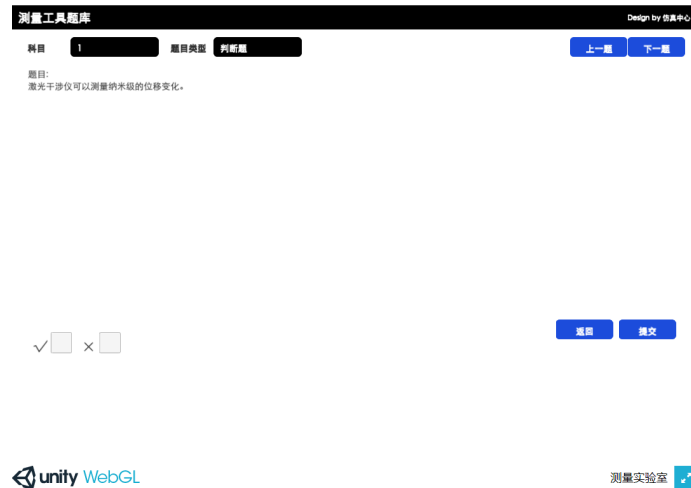 测量工具题库
Design by 仿真中心
科目 1 题目类型 判断题 上一题 下一题
题目:
激光干涉仪可以测量纳米级的位移变化。
返回 提交
√ ×
unity WebGL
测量实验室